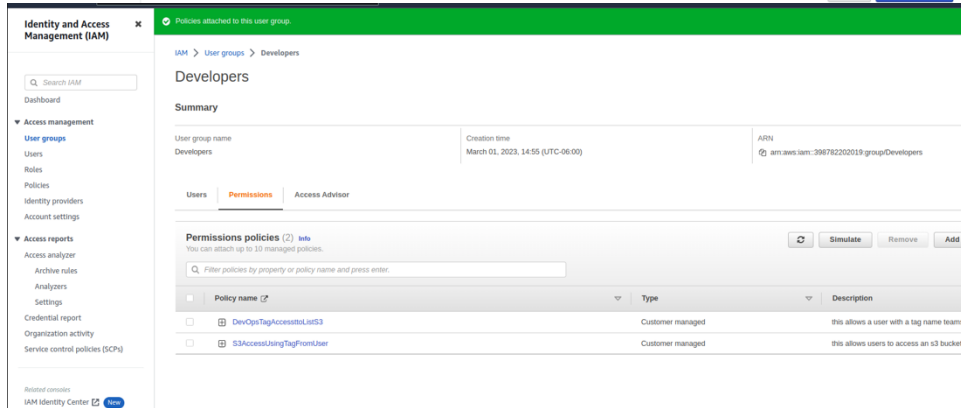 Policies attached to this user group.
Identity and Access
Management (IAM)
Search IAM
Dashboard
Access management
User groups
Users
Roles
Policies
Identity providers
Account settings
Access reports
Access analyzer
Archive rules
Analyzers
Settings
Credential report
Organization activity
Service control policies (SCPs)
Related consoles
IAM Identity Center New
IAM > User groups > Developers
Developers
Summary
User group name
Developers
Creation time
March 01, 2023, 14:55 (UTC-06:00)
ARN
arn:aws:iam::398782202019:group/Developers
Users Permissions Access Advisor
Permissions policies (2) Info
You can attach up to 10 managed policies.
Simulate Remove Add
Filter policies by property or policy name and press enter.
Policy name Type Description
DevOpsTagAccesstoListS3 Customer managed this allows a user with a tag name teams
S3AccessUsingTagFromUser Customer managed this allows users to access an s3 bucket